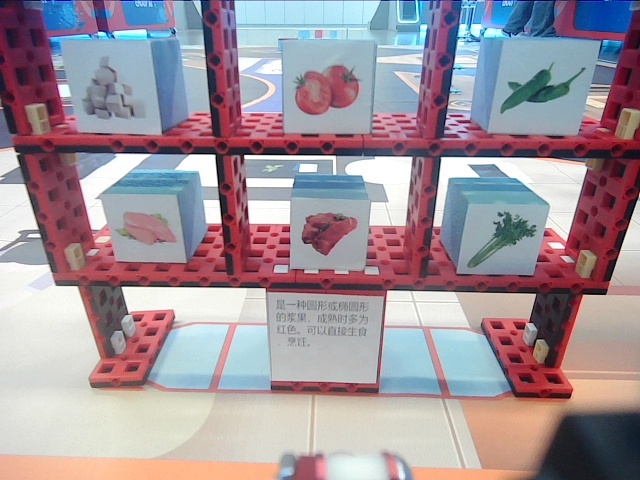 是一种圆形或椭圆形
的浆果，成熟时多为
红色。可以直接生食
、烹饪。